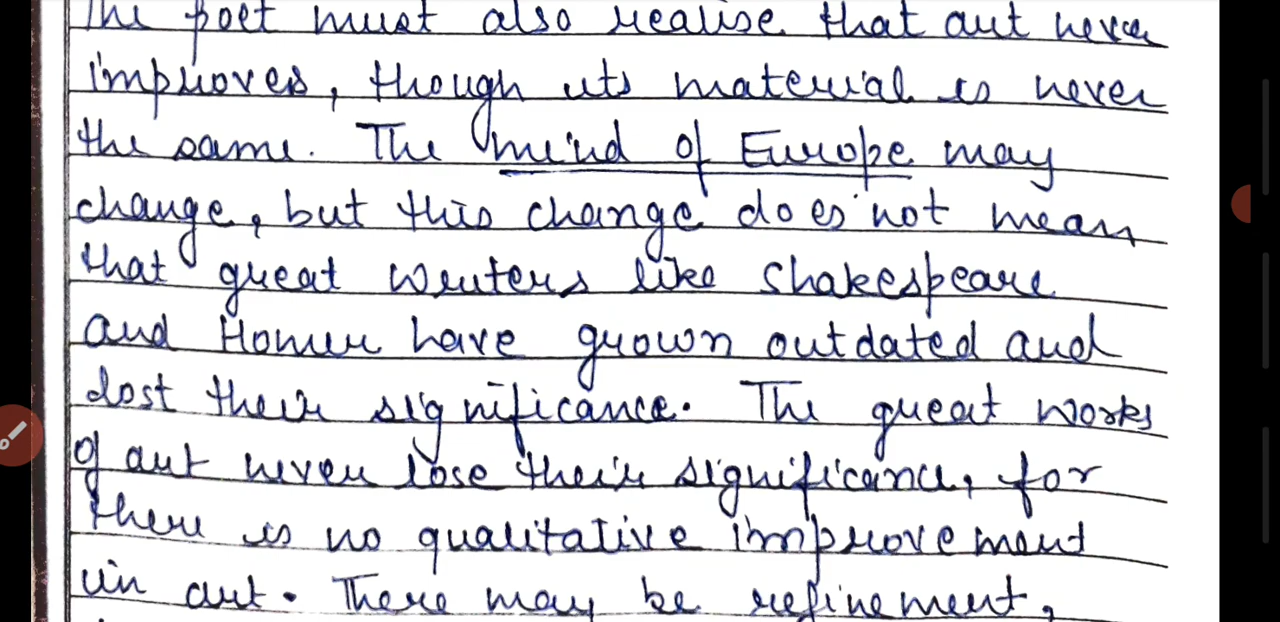 The poet must also realise that art never
improves, though its material is never
the same. The mind of Europe may
change, but this change does not mean
that great writers like Shakespeare
and Homer have grown outdated and
lost their significance. The great works
of art never lose their significance, for
there is no qualitative improvement
in art. There may be refinement,